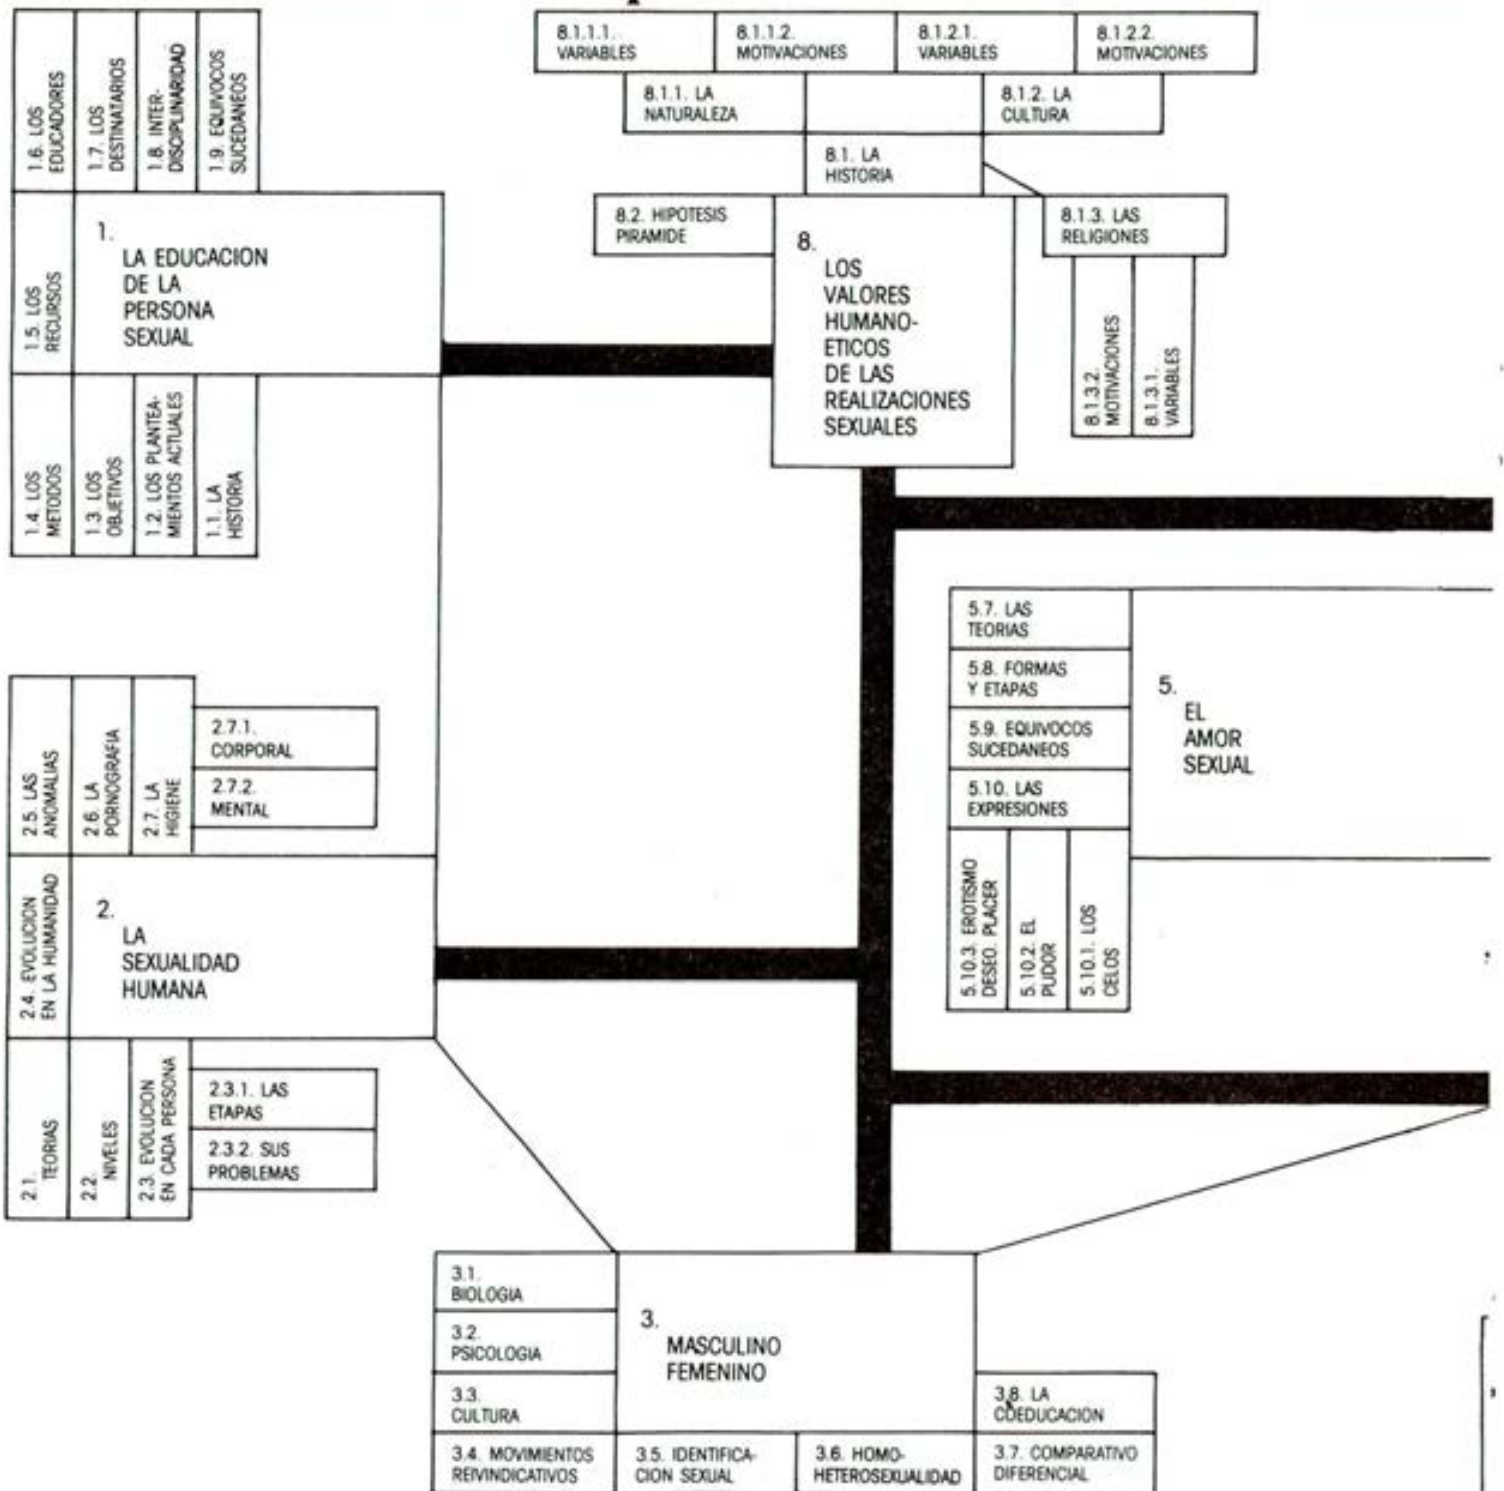 1.6. LOS
EDUCADORES
1.7. LOS
DESTINATARIOS
1.8. INTER-
DISCIPLINARIDAD
1.9. EQUIVOCOS
SUCEDANEOS
1.5. LOS
RECURSOS
1.
LA EDUCACION
DE LA
PERSONA
SEXUAL
1.4. LOS
METODOS
1.3. LOS
OBJETIVOS
1.2. LOS PLANTEA-
MIENTOS ACTUALES
1.1. LA
HISTORIA
8.1.1.1.
VARIABLES
8.1.1.2.
MOTIVACIONES
8.1.2.1.
VARIABLES
8.1.2.2.
MOTIVACIONES
8.1.1. LA
NATURALEZA
8.1.2. LA
CULTURA
8.1. LA
HISTORIA
8.2. HIPOTESIS
PIRAMIDE
8.
LOS
VALORES
HUMANO-
ETICOS
DE LAS
REALIZACIONES
SEXUALES
8.1.3. LAS
RELIGIONES
8.1.3.2.
MOTIVACIONES
8.1.3.1.
VARIABLES
5.7. LAS
TEORIAS
5.8. FORMAS
Y ETAPAS
5.9. EQUIVOCOS
SUCEDANEOS
5.10. LAS
EXPRESIONES
5.
EL
AMOR
SEXUAL
5.10.3. EROTISMO
DESEO. PLACER
5.10.2. EL
PUDOR
5.10.1. LOS
CELOS
2.5. LAS
ANOMALIAS
2.6. LA
PORNOGRAFIA
2.7. LA
HIGIENE
2.7.1.
CORPORAL
2.7.2.
MENTAL
2.4. EVOLUCION
EN LA HUMANIDAD
2.
LA
SEXUALIDAD
HUMANA
2.1.
TEORIAS
2.2.
NIVELES
2.3. EVOLUCION
EN CADA PERSONA
2.3.1. LAS
ETAPAS
2.3.2. SUS
PROBLEMAS
3.1.
BIOLOGIA
3.2.
PSICOLOGIA
3.3.
CULTURA
3.4. MOVIMIENTOS
REIVINDICATIVOS
3.
MASCULINO
FEMENINO
3.5. IDENTIFICA-
CION SEXUAL
3.6. HOMO-
HETEROSEXUALIDAD
3.8. LA
COEDUCACION
3.7. COMPARATIVO
DIFERENCIAL